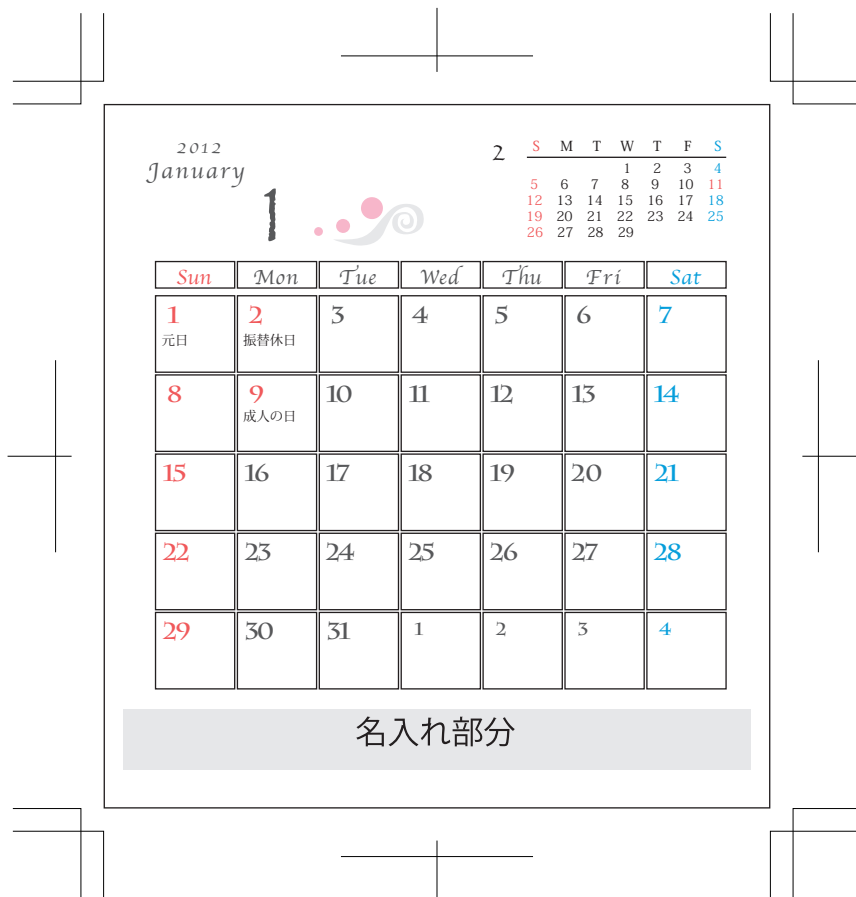 2012
January
1
2
S M T W T F S
1 2 3 4
5 6 7 8 9 10 11
12 13 14 15 16 17 18
19 20 21 22 23 24 25
26 27 28 29
Sun Mon Tue Wed Thu Fri Sat
1 2 3 4 5 6 7
元日 振替休日
8 9 10 11 12 13 14
成人の日
15 16 17 18 19 20 21
22 23 24 25 26 27 28
29 30 31 1 2 3 4
名入れ部分